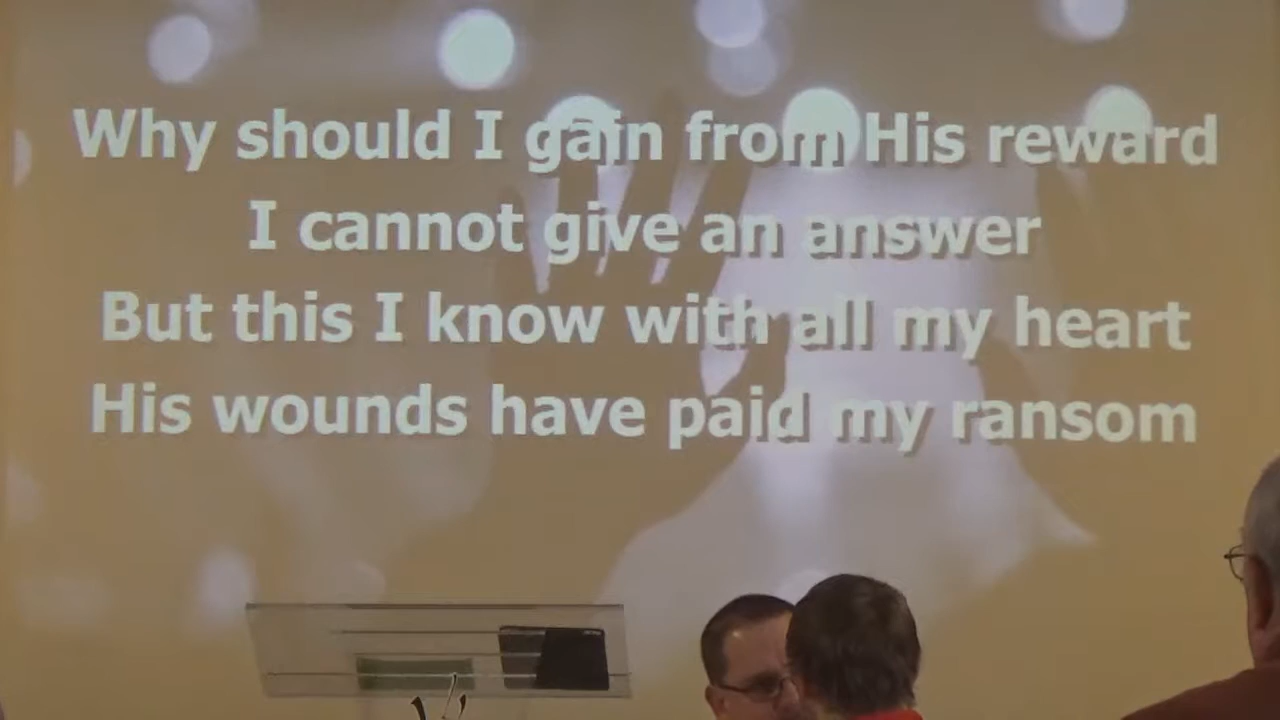 Why should I gain from His reward
I cannot give an answer
But this I know with all my heart
His wounds have paid my ransom